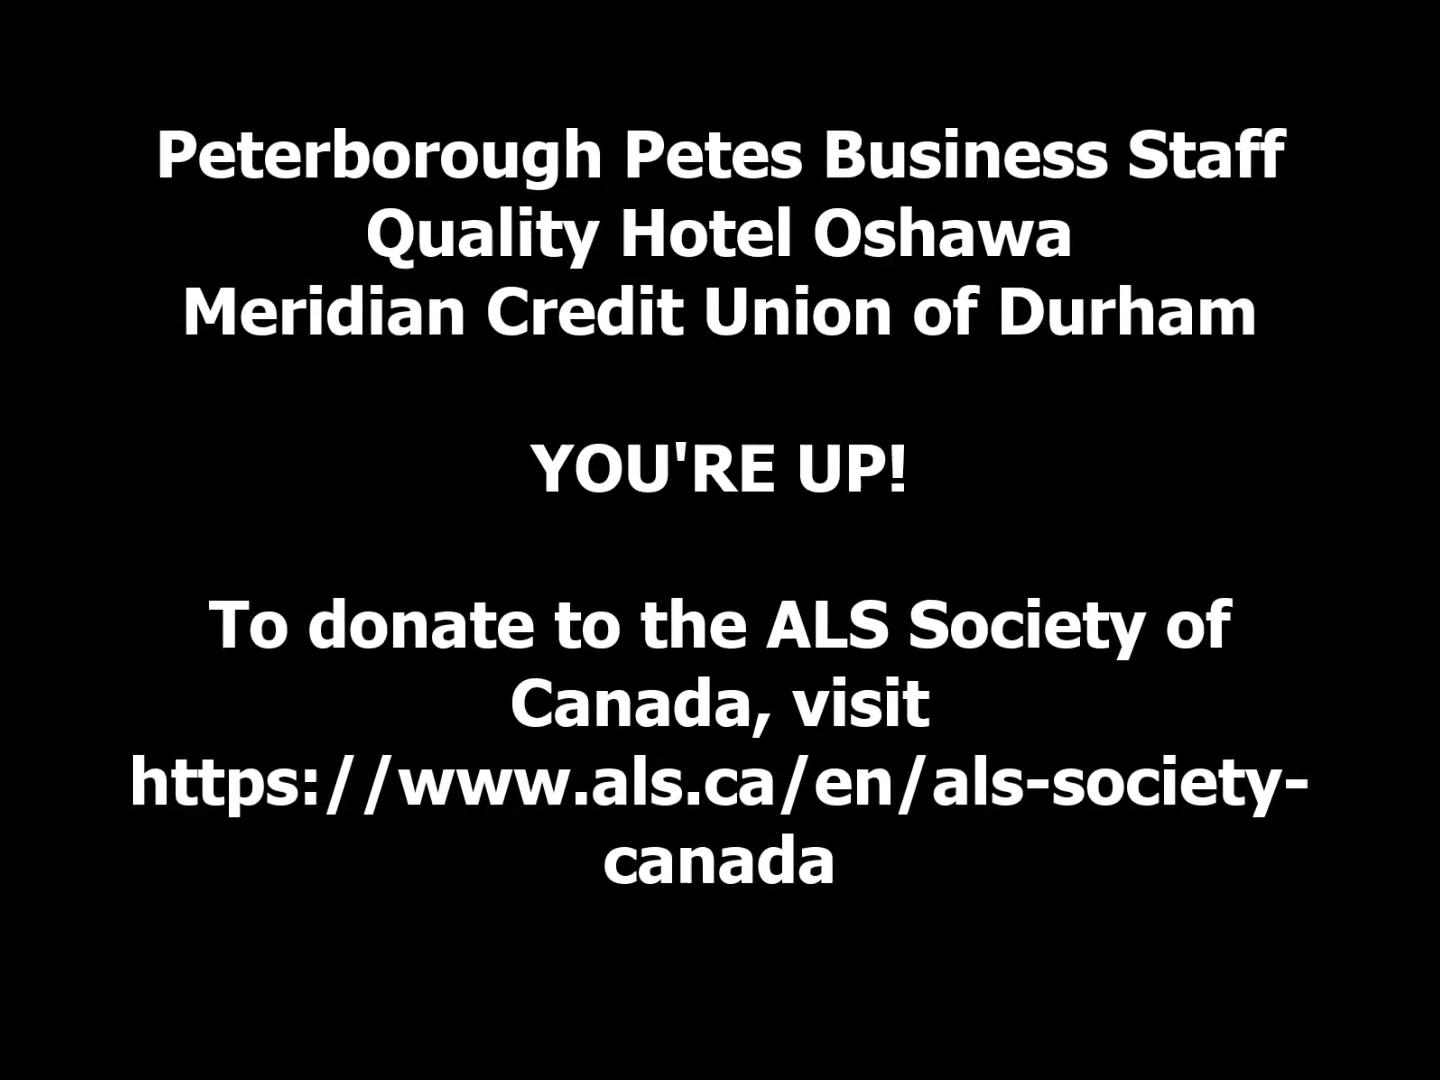 Peterborough Petes Business Staff
Quality Hotel Oshawa
Meridian Credit Union of Durham
YOU'RE UP!
To donate to the ALS Society of
Canada, visit
https://www.als.ca/en/als-society-
canada